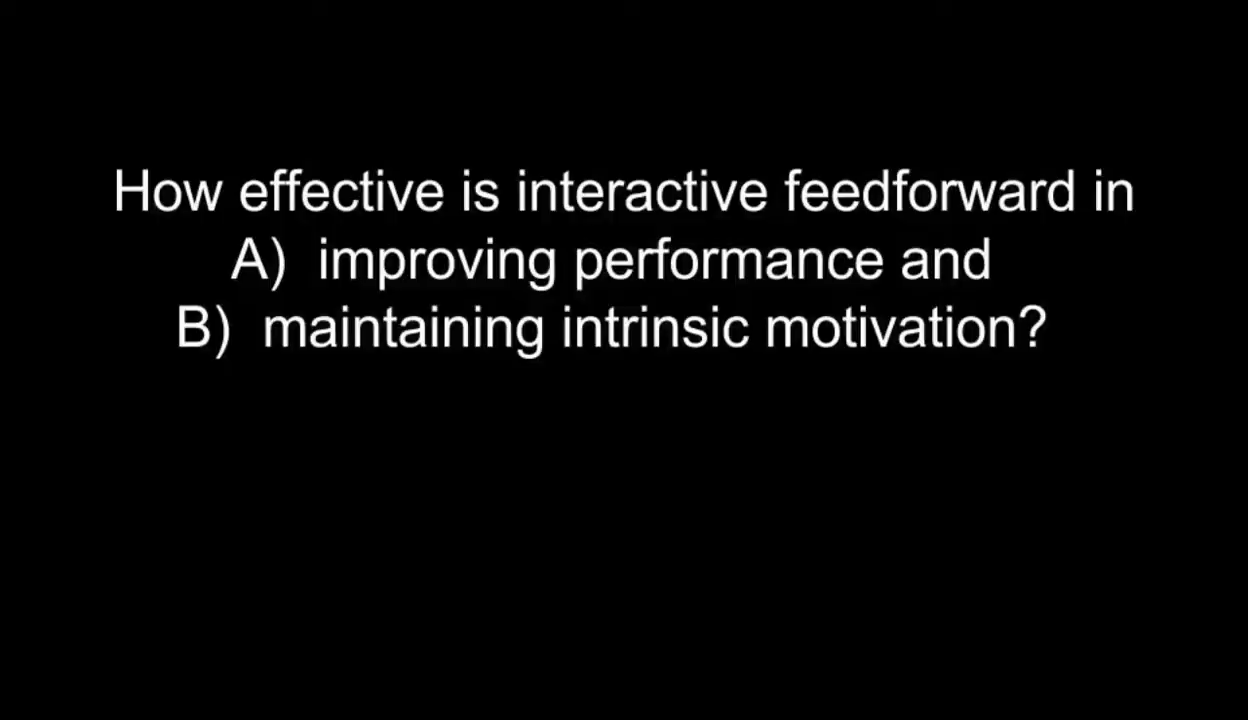 How effective is interactive feedforward in
A) improving performance and
B) maintaining intrinsic motivation?